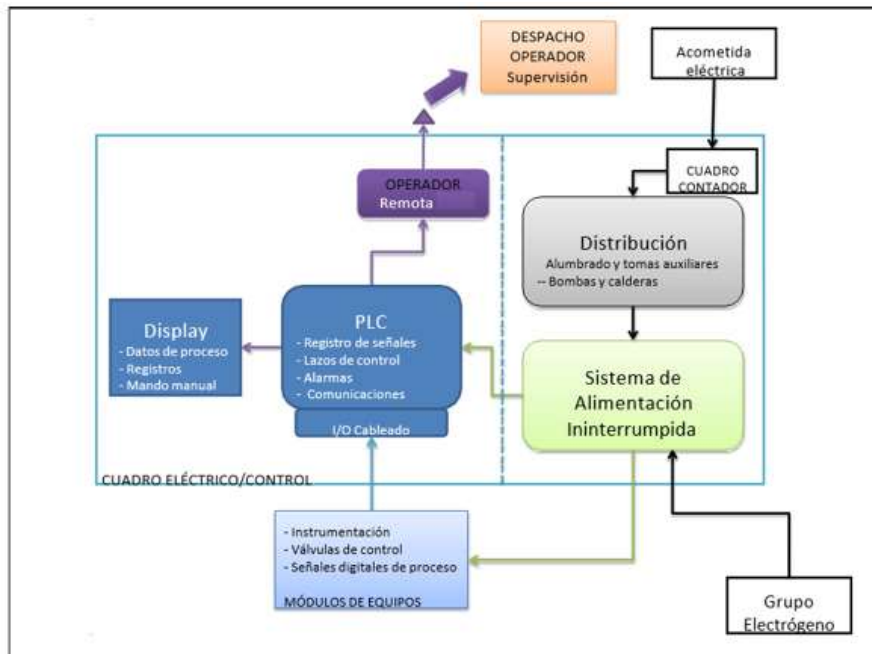 DESPACHO
OPERADOR
Supervisión
Acometida
eléctrica
CUADRO
CONTADOR
OPERADOR
Remota
Distribución
Alumbrado y tomas auxiliares
-- Bombas y calderas
Display
- Datos de proceso
- Registros
- Mando manual
PLC
- Registro de señales
- Lazos de control
- Alarmas
- Comunicaciones
I/O Cableado
Sistema de
Alimentación
Ininterrumpida
CUADRO ELÉCTRICO/CONTROL
- Instrumentación
- Válvulas de control
- Señales digitales de proceso
MÓDULOS DE EQUIPOS
Grupo
Electrógeno